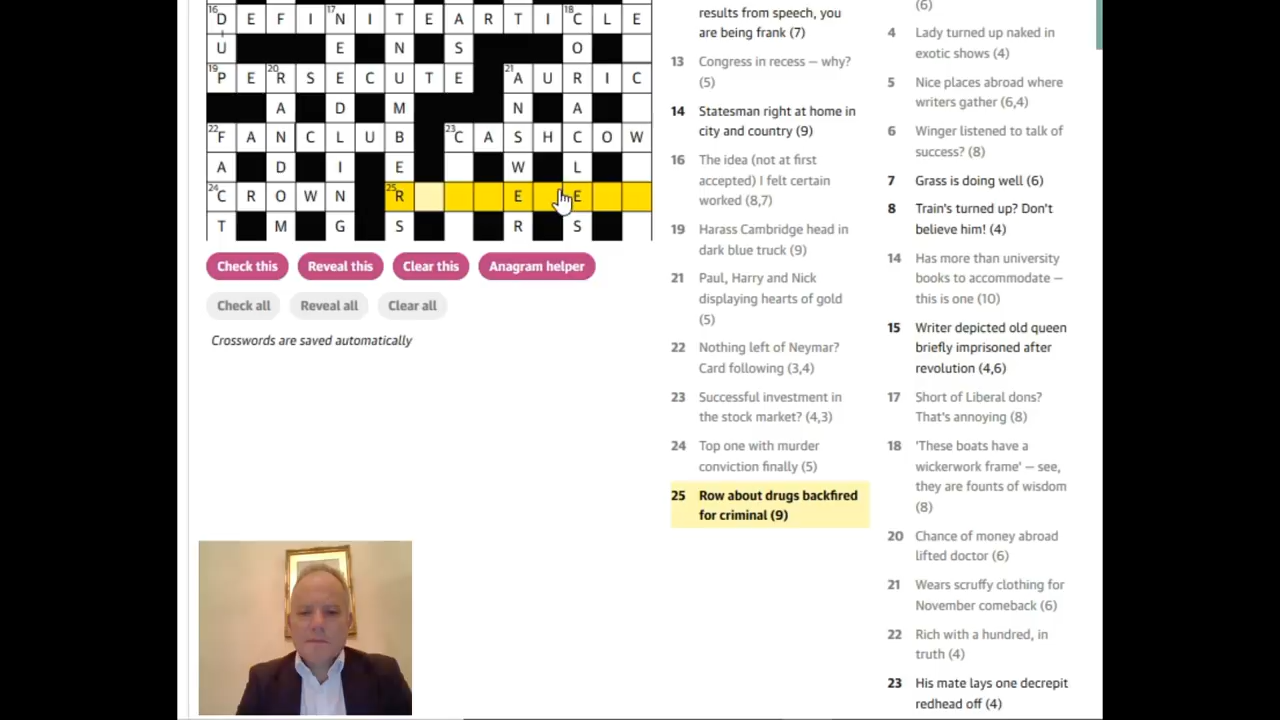 16 D E F I 17 N I T E A R T I 18 C L E
U E N S O
19 P E 20 R S E C U T E 21 A U R I C
A D M N A
22 F A N C L U B 23 C A S H C O W
A D I E W L
24 C R O W N 25 R E E
T M G S R S
Check this Reveal this Clear this Anagram helper
Check all Reveal all Clear all
Crosswords are saved automatically
results from speech, you
are being frank (7)
13 Congress in recess — why?
(5)
14 Statesman right at home in
city and country (9)
16 The idea (not at first
accepted) I felt certain
worked (8,7)
19 Harass Cambridge head in
dark blue truck (9)
21 Paul, Harry and Nick
displaying hearts of gold
(5)
22 Nothing left of Neymar?
Card following (3,4)
23 Successful investment in
the stock market? (4,3)
24 Top one with murder
conviction finally (5)
25 Row about drugs backfired
for criminal (9)
(6)
4 Lady turned up naked in
exotic shows (4)
5 Nice places abroad where
writers gather (6,4)
6 Winger listened to talk of
success? (8)
7 Grass is doing well (6)
8 Train's turned up? Don't
believe him! (4)
14 Has more than university
books to accommodate —
this is one (10)
15 Writer depicted old queen
briefly imprisoned after
revolution (4,6)
17 Short of Liberal dons?
That's annoying (8)
18 'These boats have a
wickerwork frame' — see,
they are founts of wisdom
(8)
20 Chance of money abroad
lifted doctor (6)
21 Wears scruffy clothing for
November comeback (6)
22 Rich with a hundred, in
truth (4)
23 His mate lays one decrepit
redhead off (4)